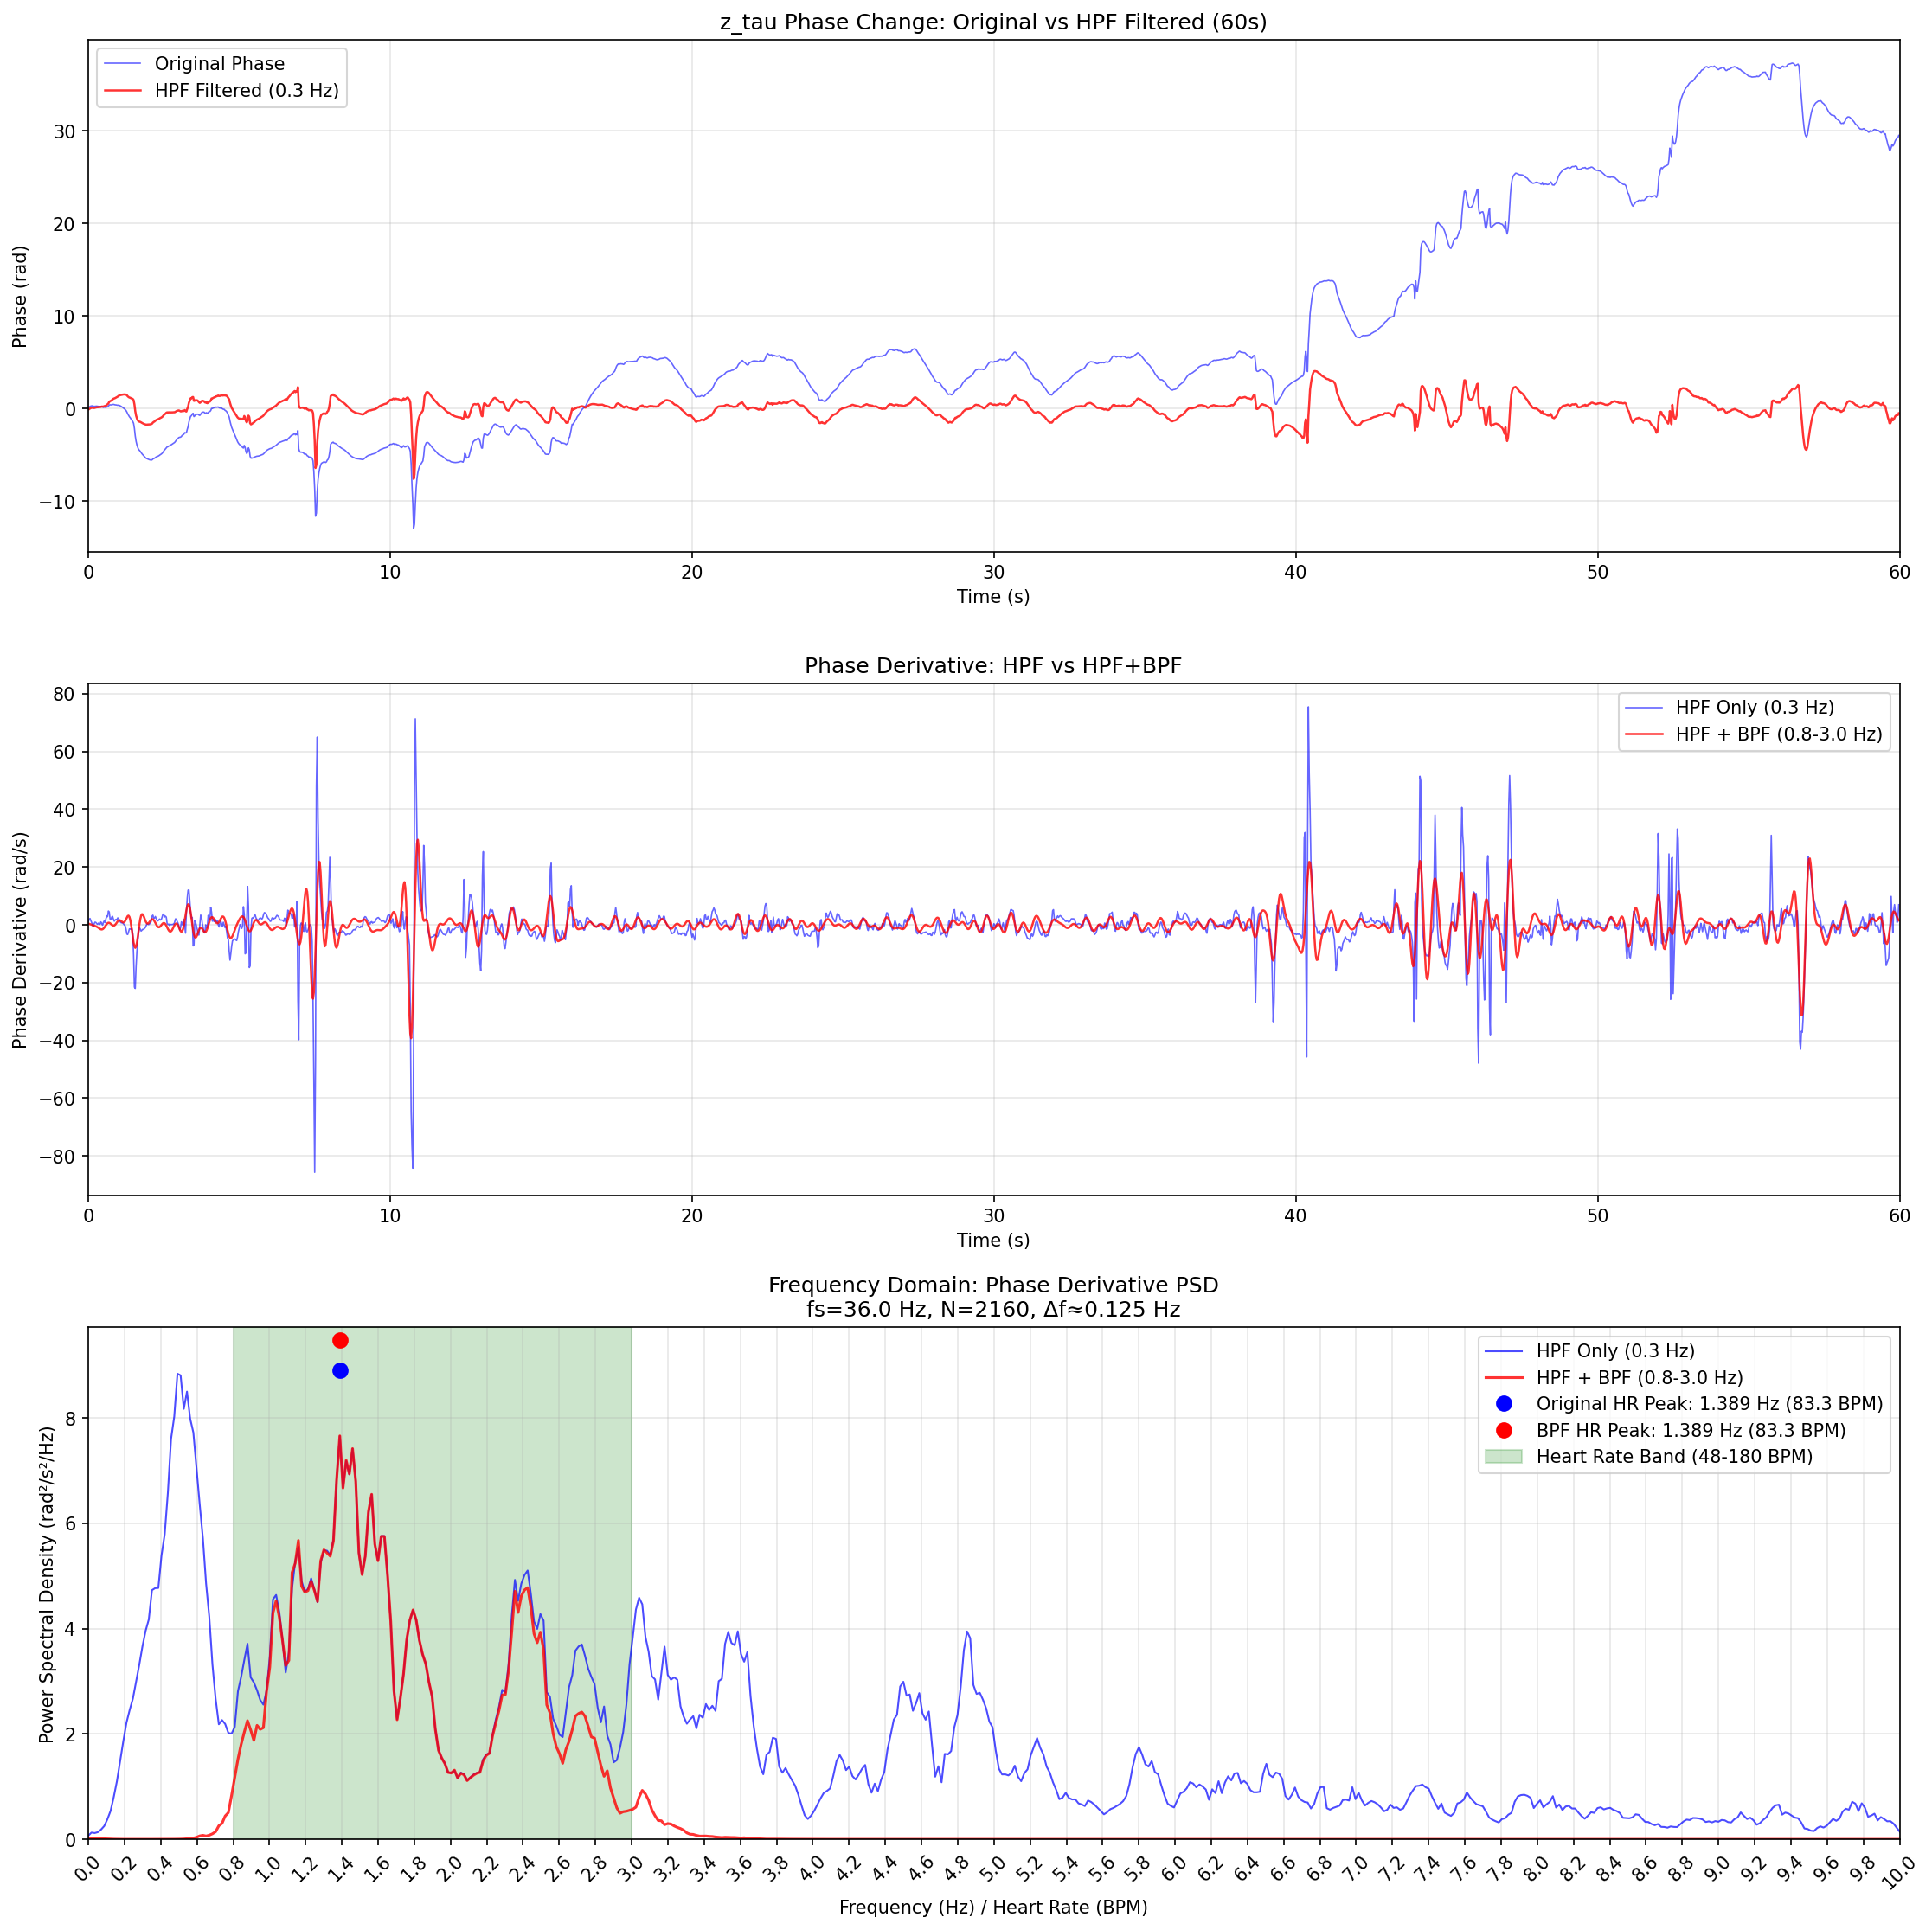 z_tau Phase Change: Original vs HPF Filtered (60s)
Original Phase
HPF Filtered (0.3 Hz)
Phase (rad)
30
20
10
0
−10
0 10 20 30 40 50 60
Time (s)
Phase Derivative: HPF vs HPF+BPF
HPF Only (0.3 Hz)
HPF + BPF (0.8-3.0 Hz)
Phase Derivative (rad/s)
80
60
40
20
0
−20
−40
−60
−80
0 10 20 30 40 50 60
Time (s)
Frequency Domain: Phase Derivative PSD
fs=36.0 Hz, N=2160, Δf≈0.125 Hz
HPF Only (0.3 Hz)
HPF + BPF (0.8-3.0 Hz)
Original HR Peak: 1.389 Hz (83.3 BPM)
BPF HR Peak: 1.389 Hz (83.3 BPM)
Heart Rate Band (48-180 BPM)
Power Spectral Density (rad²/s²/Hz)
8
6
4
2
0
0.0 0.2 0.4 0.6 0.8 1.0 1.2 1.4 1.6 1.8 2.0 2.2 2.4 2.6 2.8 3.0 3.2 3.4 3.6 3.8 4.0 4.2 4.4 4.6 4.8 5.0 5.2 5.4 5.6 5.8 6.0 6.2 6.4 6.6 6.8 7.0 7.2 7.4 7.6 7.8 8.0 8.2 8.4 8.6 8.8 9.0 9.2 9.4 9.6 9.8 10.0
Frequency (Hz) / Heart Rate (BPM)